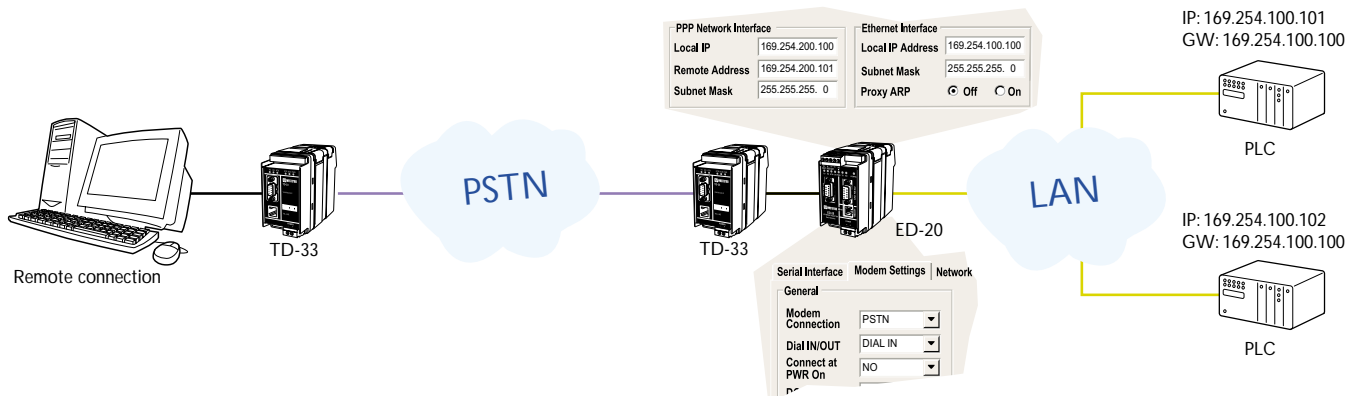 PPP Network Interface
Local IP 169.254.200.100
Remote Address 169.254.200.101
Subnet Mask 255.255.255. 0
Ethernet Interface
Local IP Address 169.254.100.100
Subnet Mask 255.255.255. 0
Proxy ARP Off On
IP: 169.254.100.101
GW: 169.254.100.100
PLC
PSTN
LAN
TD-33
TD-33
ED-20
Remote connection
IP: 169.254.100.102
GW: 169.254.100.100
PLC
Serial Interface Modem Settings Network
General
Modem
Connection PSTN
Dial IN/OUT DIAL IN
Connect at
PWR On NO